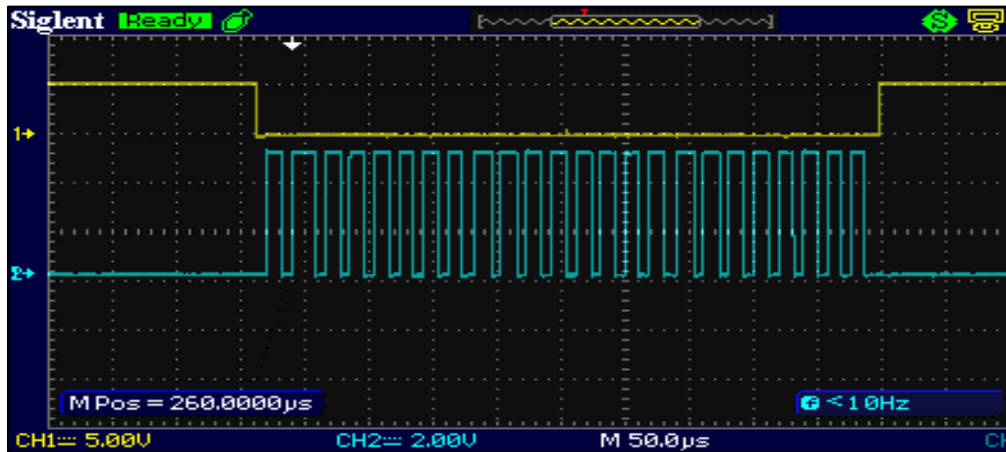 Siglent Ready
1
2
M Pos = 260.0000µs
f < 10Hz
CH1 5.00V CH2 2.00V M 50.0µs